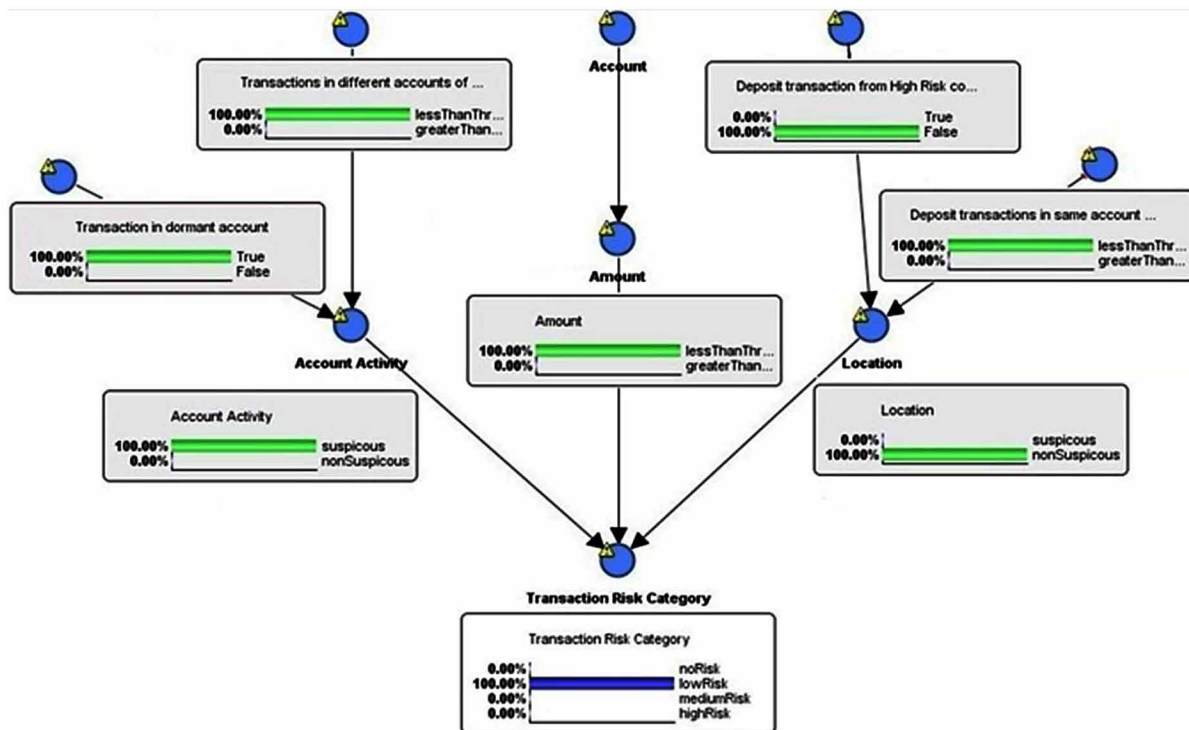 Account
Transactions in different accounts of ...
100.00% lessThanThr...
0.00% greaterThan...
Deposit transaction from High Risk co...
0.00% True
100.00% False
Transaction in dormant account
100.00% True
0.00% False
Deposit transactions in same account ...
100.00% lessThanThr...
0.00% greaterThan...
Amount
Amount
100.00% lessThanThr...
0.00% greaterThan...
Account Activity
Location
Account Activity
100.00% suspicous
0.00% nonSuspicous
Location
0.00% suspicous
100.00% nonSuspicous
Transaction Risk Category
Transaction Risk Category
0.00% noRisk
100.00% lowRisk
0.00% mediumRisk
0.00% highRisk